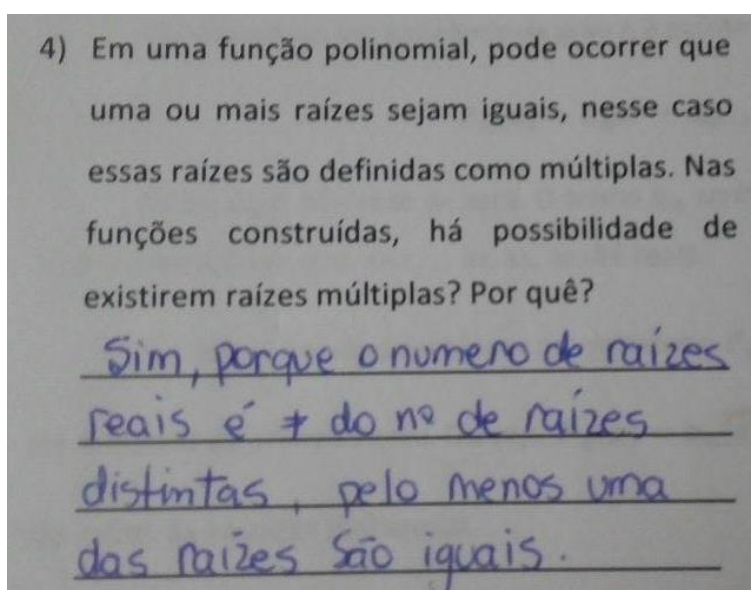 4) Em uma função polinomial, pode ocorrer que
uma ou mais raízes sejam iguais, nesse caso
essas raízes são definidas como múltiplas. Nas
funções construídas, há possibilidade de
existirem raízes múltiplas? Por quê?
Sim, porque o numero de raízes
reais é ≠ do nº de raízes
distintas, pelo menos uma
das raizes São iguais.